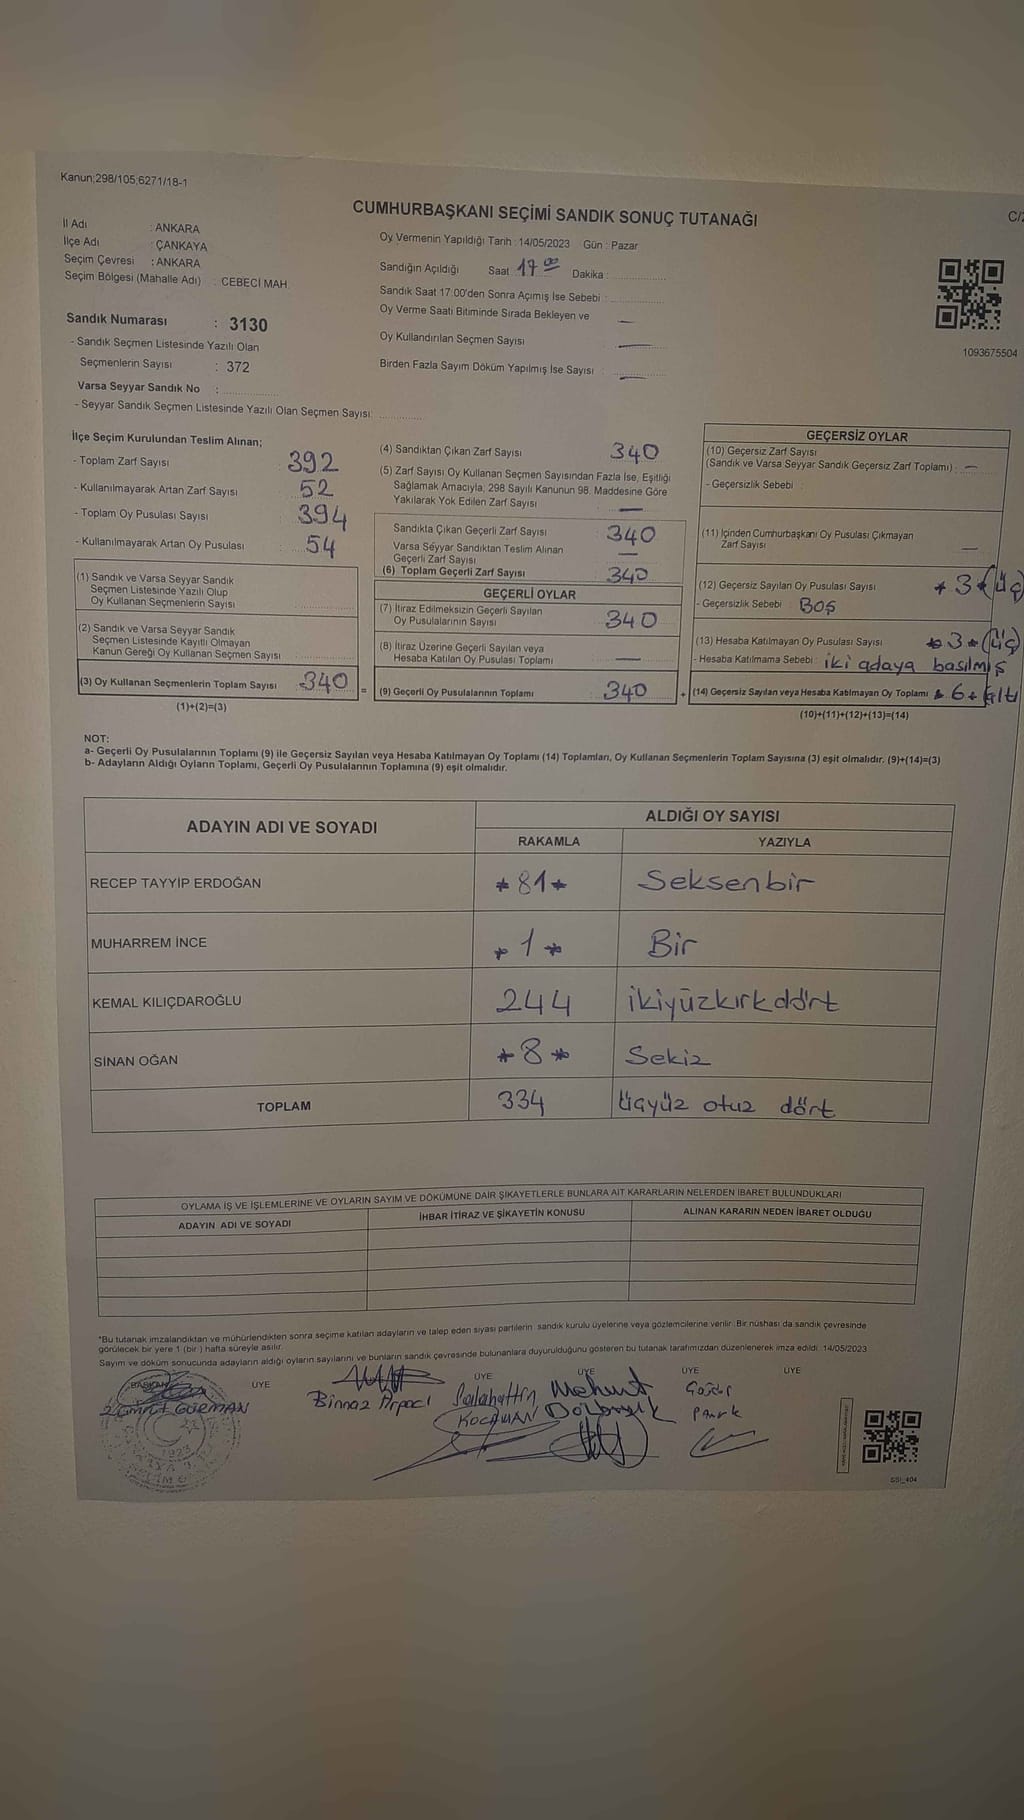 Kanun:298/105;6271/18-1
CUMHURBAŞKANI SEÇİMİ SANDIK SONUÇ TUTANAĞI
C/2
İl Adı : ANKARA
İlçe Adı : ÇANKAYA
Seçim Çevresi : ANKARA
Seçim Bölgesi (Mahalle Adı) : CEBECİ MAH.
Sandık Numarası : 3130
- Sandık Seçmen Listesinde Yazılı Olan
Seçmenlerin Sayısı : 372
Varsa Seyyar Sandık No :
- Seyyar Sandık Seçmen Listesinde Yazılı Olan Seçmen Sayısı:
Oy Vermenin Yapıldığı Tarih : 14/05/2023 Gün : Pazar
Sandığın Açıldığı Saat 17 00 Dakika :
Sandık Saat 17:00'den Sonra Açımış İse Sebebi :
Oy Verme Saati Bitiminde Sırada Bekleyen ve
Oy Kullandırılan Seçmen Sayısı
Birden Fazla Sayım Döküm Yapılmış İse Sayısı :
1093675504
İlçe Seçim Kurulundan Teslim Alınan;
- Toplam Zarf Sayısı : 392
- Kullanılmayarak Artan Zarf Sayısı : 52
- Toplam Oy Pusulası Sayısı : 394
- Kullanılmayarak Artan Oy Pusulası : 54
(1) Sandık ve Varsa Seyyar Sandık
Seçmen Listesinde Yazılı Olup
Oy Kullanan Seçmenlerin Sayısı
(2) Sandık ve Varsa Seyyar Sandık
Seçmen Listesinde Kayıtlı Olmayan
Kanun Gereği Oy Kullanan Seçmen Sayısı
(3) Oy Kullanan Seçmenlerin Toplam Sayısı 340 =
(1)+(2)=(3)
(4) Sandıktan Çıkan Zarf Sayısı 340
(5) Zarf Sayısı Oy Kullanan Seçmen Sayısından Fazla İse, Eşitliği
Sağlamak Amacıyla; 298 Sayılı Kanunun 98. Maddesine Göre
Yakılarak Yok Edilen Zarf Sayısı
Sandıkta Çıkan Geçerli Zarf Sayısı 340
Varsa Seyyar Sandıktan Teslim Alınan
Geçerli Zarf Sayısı
(6) Toplam Geçerli Zarf Sayısı 340
GEÇERLİ OYLAR
(7) İtiraz Edilmeksizin Geçerli Sayılan
Oy Pusulalarının Sayısı 340
(8) İtiraz Üzerine Geçerli Sayılan veya
Hesaba Katılan Oy Pusulası Toplamı
(9) Geçerli Oy Pusulalarının Toplamı 340 +
GEÇERSİZ OYLAR
(10) Geçersiz Zarf Sayısı
(Sandık ve Varsa Seyyar Sandık Geçersiz Zarf Toplamı) :
- Geçersizlik Sebebi :
(11) İçinden Cumhurbaşkanı Oy Pusulası Çıkmayan
Zarf Sayısı
(12) Geçersiz Sayılan Oy Pusulası Sayısı * 3 * (Üç
- Geçersizlik Sebebi : BOŞ
(13) Hesaba Katılmayan Oy Pusulası Sayısı * 3 * (Üç)
- Hesaba Katılmama Sebebi : iki adaya basılmış
(14) Geçersiz Sayılan veya Hesaba Katılmayan Oy Toplamı * 6 * (altı
(10)+(11)+(12)+(13)=(14)
NOT:
a- Geçerli Oy Pusulalarının Toplamı (9) ile Geçersiz Sayılan veya Hesaba Katılmayan Oy Toplamı (14) Toplamları, Oy Kullanan Seçmenlerin Toplam Sayısına (3) eşit olmalıdır. (9)+(14)=(3)
b- Adayların Aldığı Oyların Toplamı, Geçerli Oy Pusulalarının Toplamına (9) eşit olmalıdır.
ADAYIN ADI VE SOYADI
ALDIĞI OY SAYISI
RAKAMLA YAZIYLA
RECEP TAYYİP ERDOĞAN *81* Seksenbir
MUHARREM İNCE *1* Bir
KEMAL KILIÇDAROĞLU 244 ikiyüzkırkdört
SİNAN OĞAN *8* Sekiz
TOPLAM 334 Üçyüz otuz dört
OYLAMA İŞ VE İŞLEMLERİNE VE OYLARIN SAYIM VE DÖKÜMÜNE DAİR ŞİKAYETLERLE BUNLARA AİT KARARLARIN NELERDEN İBARET BULUNDUKLARI
ADAYIN ADI VE SOYADI İHBAR İTİRAZ VE ŞİKAYETİN KONUSU ALINAN KARARIN NEDEN İBARET OLDUĞU
*Bu tutanak imzalandıktan ve mühürlendikten sonra seçime katılan adayların ve talep eden siyasi partilerin sandık kurulu üyelerine veya gözlemcilerine verilir. Bir nüshası da sandık çevresinde
görülecek bir yere 1 (bir) hafta süreyle asılır.
Sayım ve döküm sonucunda adayların aldığı oyların sayılarını ve bunların sandık çevresinde bulunanlara duyurulduğunu gösteren bu tutanak tarafımızdan düzenlenerek imza edildi. 14/05/2023
BAŞKAN ÜYE ÜYE ÜYE ÜYE ÜYE
GÜRMAN Binnaz Arpacı Selahattin KOCAMAN Mehmet
1923
SSI_404